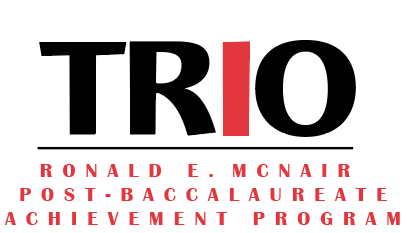 TRIO
RONALD E. MCNAIR
POST-BACCALAUREATE
ACHIEVEMENT PROGRAM